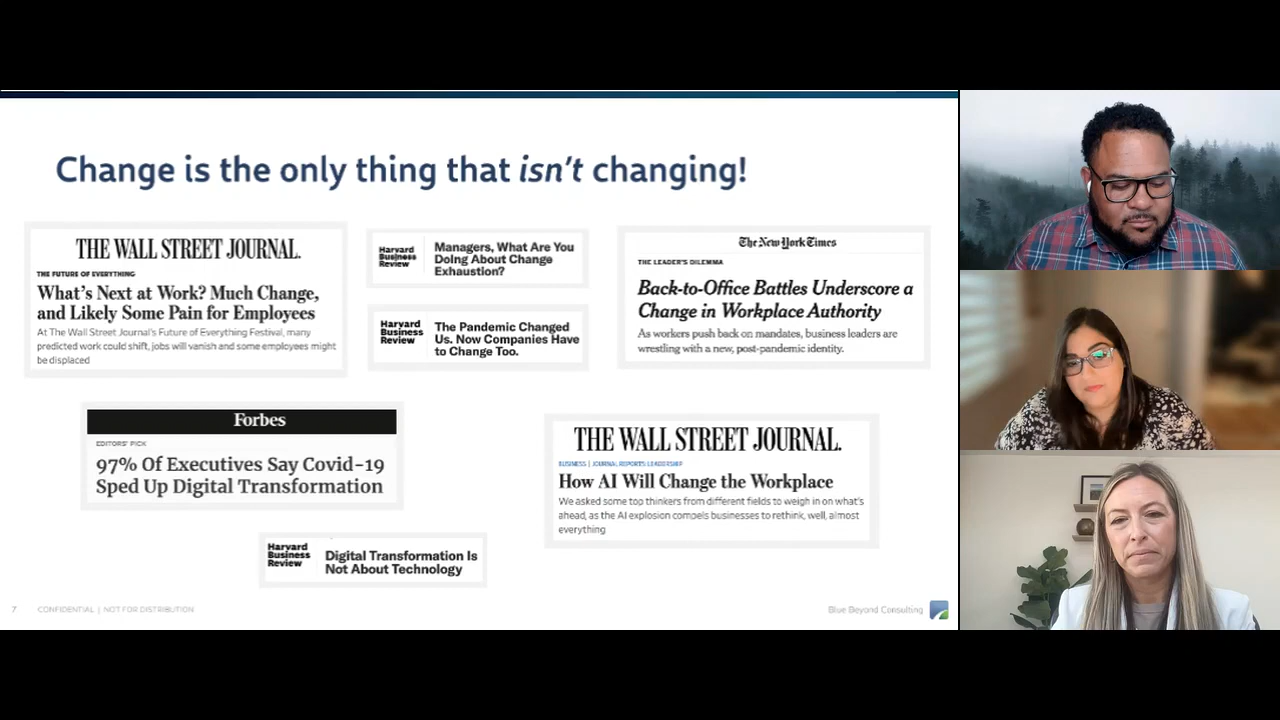 Change is the only thing that isn't changing!
THE WALL STREET JOURNAL.
THE FUTURE OF EVERYTHING
What's Next at Work? Much Change,
and Likely Some Pain for Employees
At The Wall Street Journal's Future of Everything Festival, many
predicted work could shift, jobs will vanish and some employees might
be displaced
Harvard
Business
Review
Managers, What Are You
Doing About Change
Exhaustion?
Harvard
Business
Review
The Pandemic Changed
Us. Now Companies Have
to Change Too.
The New York Times
THE LEADER'S DILEMMA
Back-to-Office Battles Underscore a
Change in Workplace Authority
As workers push back on mandates, business leaders are
wrestling with a new, post-pandemic identity.
Forbes
EDITORS' PICK
97% Of Executives Say Covid-19
Sped Up Digital Transformation
THE WALL STREET JOURNAL.
BUSINESS | JOURNAL REPORTS: LEADERSHIP
How AI Will Change the Workplace
We asked some top thinkers from different fields to weigh in on what's
ahead, as the AI explosion compels businesses to rethink, well, almost
everything
Harvard
Business
Review
Digital Transformation Is
Not About Technology
7 CONFIDENTIAL | NOT FOR DISTRIBUTION
Blue Beyond Consulting